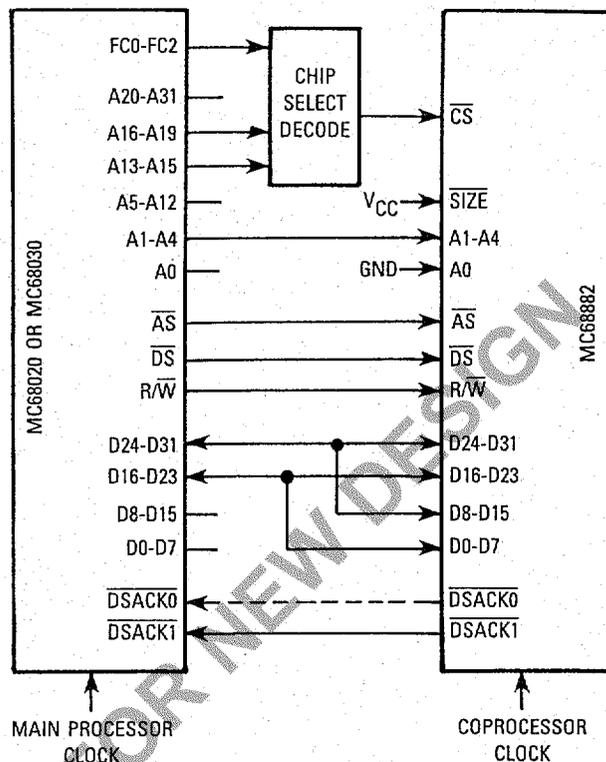 MC68020 OR MC68030
FC0-FC2
A20-A31
A16-A19
A13-A15
A5-A12
A1-A4
A0
AS
DS
R/W
D24-D31
D16-D23
D8-D15
D0-D7
DSACK0
DSACK1
CHIP
SELECT
DECODE
VCC
GND
CS
SIZE
A1-A4
A0
AS
DS
R/W
D24-D31
D16-D23
D8-D15
D0-D7
DSACK0
DSACK1
MC68882
MAIN PROCESSOR
CLOCK
COPROCESSOR
CLOCK
FOR NEW DESIGN